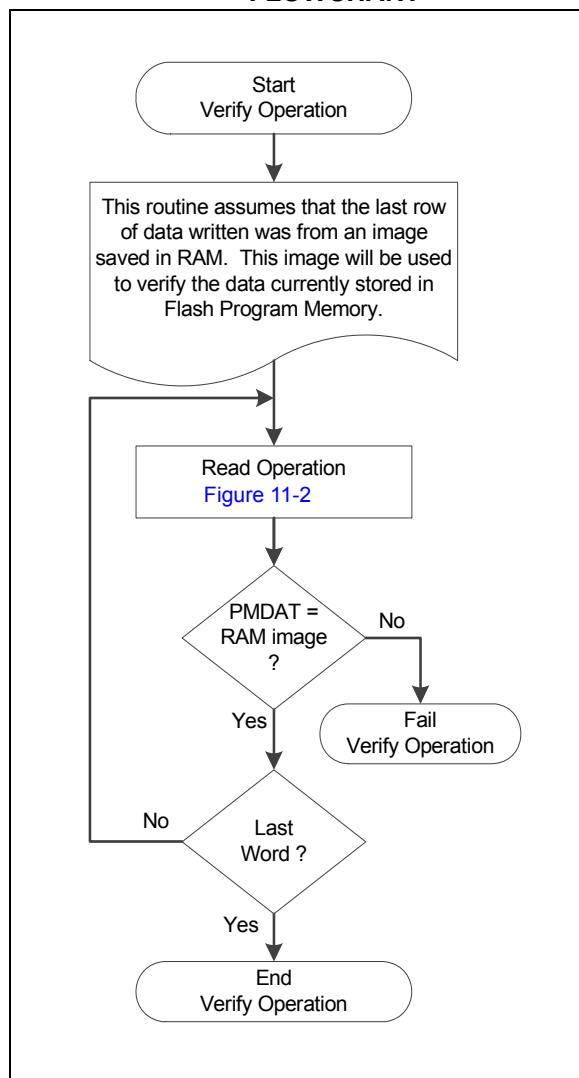 FLOWCHART
Start
Verify Operation
This routine assumes that the last row
of data written was from an image
saved in RAM. This image will be used
to verify the data currently stored in
Flash Program Memory.
Read Operation
Figure 11-2
PMDAT =
RAM image
?
No
Yes
Fail
Verify Operation
No
Last
Word ?
Yes
End
Verify Operation